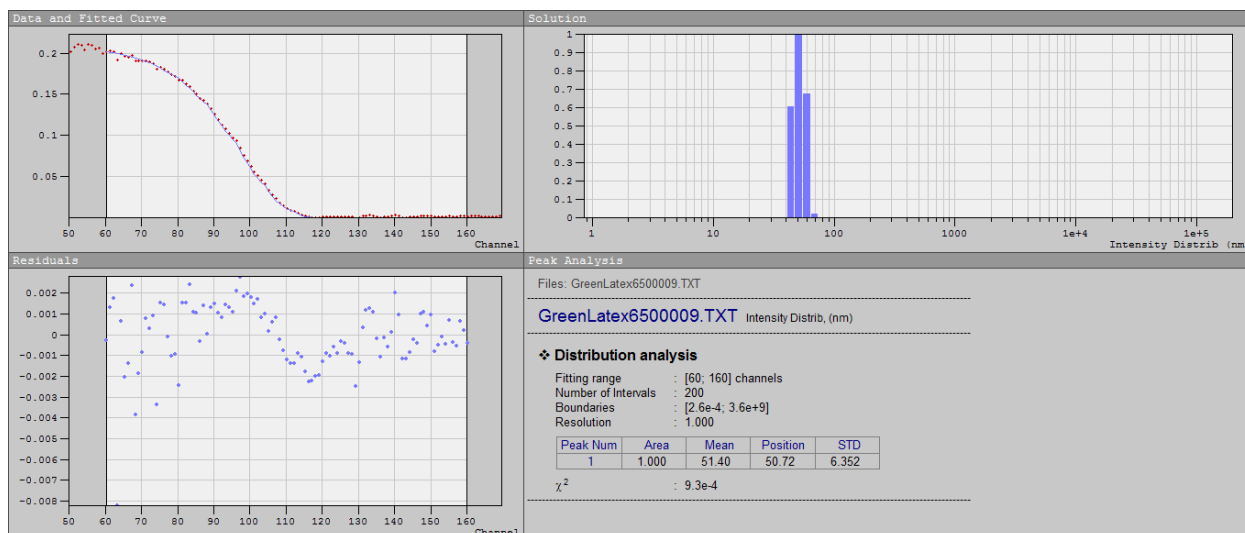 Data and Fitted Curve
0.2
0.15
0.1
0.05
50 60 70 80 90 100 110 120 130 140 150 160
Channel
Solution
1
0.9
0.8
0.7
0.6
0.5
0.4
0.3
0.2
0.1
0
1 10 100 1000 1e+4 1e+5
Intensity Distrib (nm
Residuals
0.002
0.001
0
-0.001
-0.002
-0.003
-0.004
-0.005
-0.006
-0.007
-0.008
50 60 70 80 90 100 110 120 130 140 150 160
Channel
Peak Analysis
Files: GreenLatex6500009.TXT
GreenLatex6500009.TXT Intensity Distrib, (nm)
❖ Distribution analysis
Fitting range : [60; 160] channels
Number of Intervals : 200
Boundaries : [2.6e-4; 3.6e+9]
Resolution : 1.000
Peak Num Area Mean Position STD
1 1.000 51.40 50.72 6.352
χ² : 9.3e-4